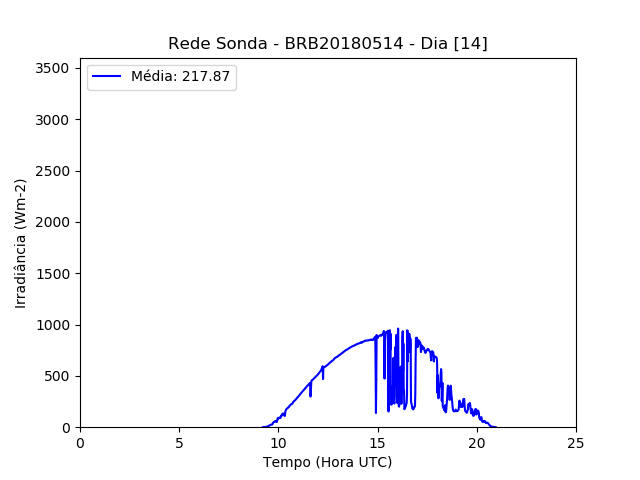 Rede Sonda - BRB20180514 - Dia [14]
Média: 217.87
3500
3000
2500
2000
1500
1000
500
0
Irradiância (Wm-2)
0 5 10 15 20 25
Tempo (Hora UTC)